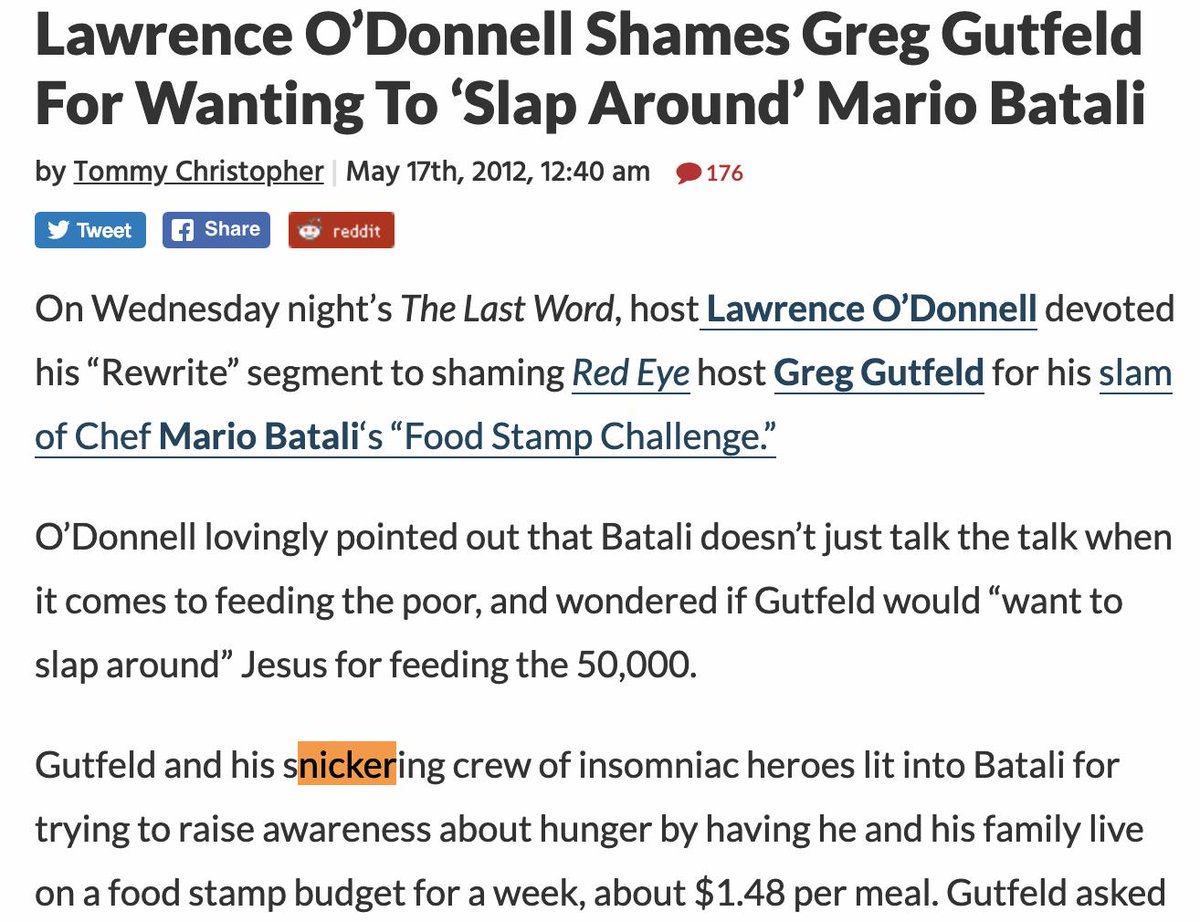 Lawrence O’Donnell Shames Greg Gutfeld
For Wanting To ‘Slap Around’ Mario Batali
by Tommy Christopher | May 17th, 2012, 12:40 am 176
Tweet Share reddit
On Wednesday night’s The Last Word, host Lawrence O’Donnell devoted
his “Rewrite” segment to shaming Red Eye host Greg Gutfeld for his slam
of Chef Mario Batali‘s “Food Stamp Challenge.”
O’Donnell lovingly pointed out that Batali doesn’t just talk the talk when
it comes to feeding the poor, and wondered if Gutfeld would “want to
slap around” Jesus for feeding the 50,000.
Gutfeld and his snickering crew of insomniac heroes lit into Batali for
trying to raise awareness about hunger by having he and his family live
on a food stamp budget for a week, about $1.48 per meal. Gutfeld asked